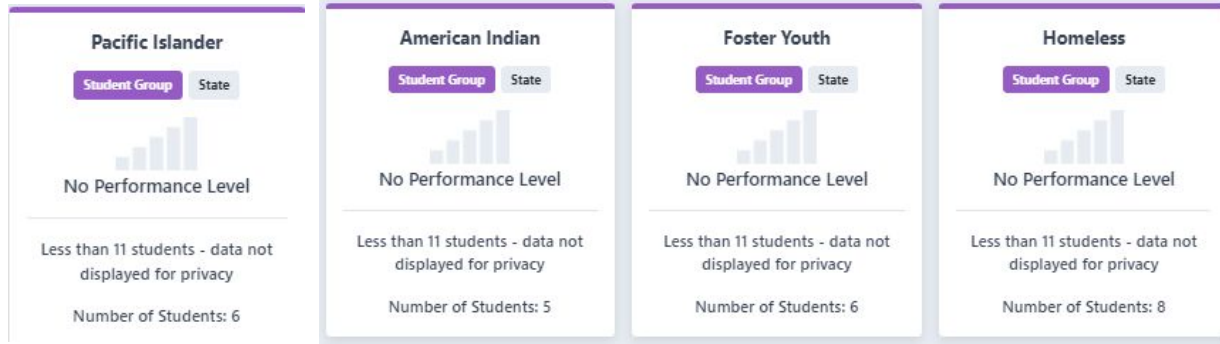 Pacific Islander
Student Group State
No Performance Level
Less than 11 students - data not
displayed for privacy
Number of Students: 6
American Indian
Student Group State
No Performance Level
Less than 11 students - data not
displayed for privacy
Number of Students: 5
Foster Youth
Student Group State
No Performance Level
Less than 11 students - data not
displayed for privacy
Number of Students: 6
Homeless
Student Group State
No Performance Level
Less than 11 students - data not
displayed for privacy
Number of Students: 8